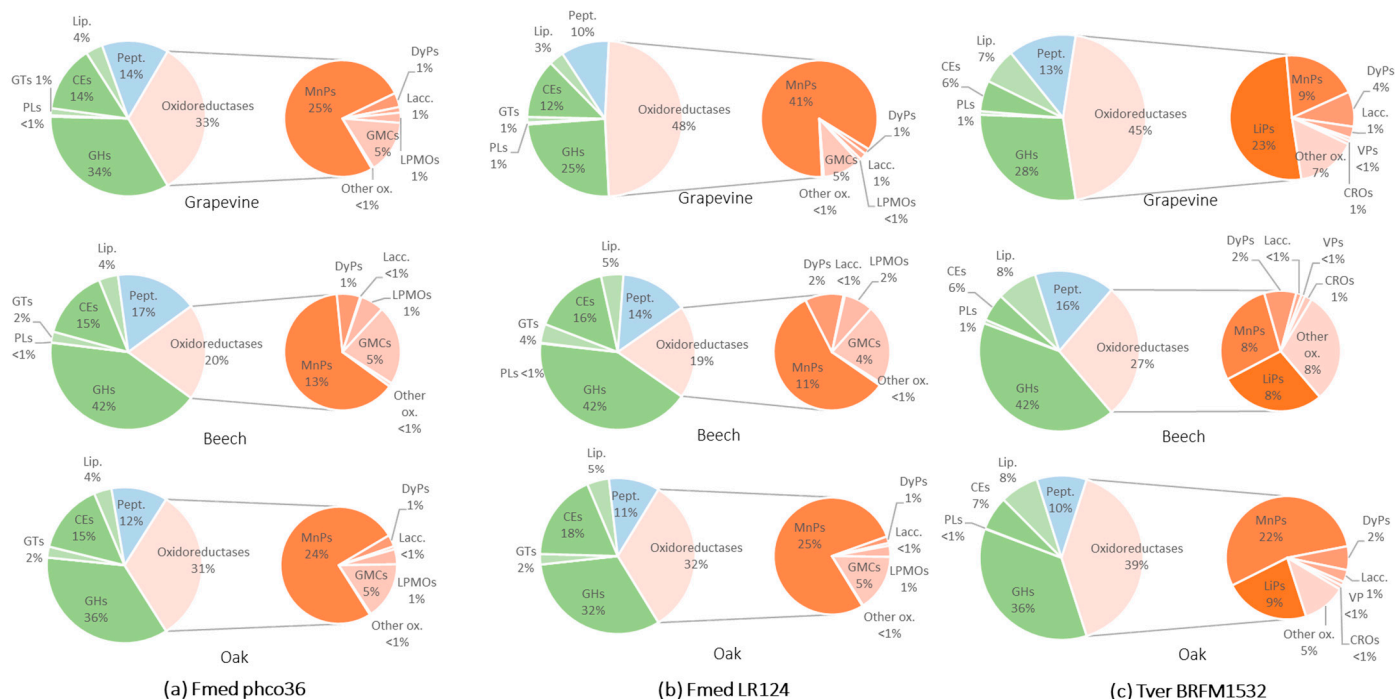 Lip.
4%
Pept.
14%
CEs
14%
GTs 1%
PLs
<1%
GHs
34%
Oxidoreductases
33%
MnPs
25%
DyPs
1%
Lacc.
1%
LPMOs
1%
GMCs
5%
Other ox.
<1%
Grapevine
Lip.
3%
Pept.
10%
CEs
12%
GTs
1%
PLs
1%
GHs
25%
Oxidoreductases
48%
MnPs
41%
DyPs
1%
Lacc.
1%
LPMOs
<1%
GMCs
5%
Other ox.
<1%
Grapevine
Lip.
7%
Pept.
13%
CEs
6%
PLs
1%
GHs
28%
Oxidoreductases
45%
MnPs
9%
LiPs
23%
DyPs
4%
Lacc.
1%
VPs
<1%
CROs
1%
Other ox.
7%
Grapevine
Lip.
4%
Pept.
17%
CEs
15%
GTs
2%
PLs
<1%
GHs
42%
Oxidoreductases
20%
MnPs
13%
DyPs
1%
Lacc.
<1%
LPMOs
1%
GMCs
5%
Other
ox.
<1%
Beech
Lip.
5%
Pept.
14%
CEs
16%
GTs
4%
PLs <1%
GHs
42%
Oxidoreductases
19%
MnPs
11%
DyPs
2%
Lacc.
<1%
LPMOs
2%
GMCs
4%
Other ox.
<1%
Beech
Lip.
8%
Pept.
16%
CEs
6%
PLs
1%
GHs
42%
Oxidoreductases
27%
MnPs
8%
LiPs
8%
DyPs
2%
Lacc.
<1%
VPs
<1%
CROs
1%
Other
ox.
8%
Beech
Lip.
4%
Pept.
12%
CEs
15%
GTs
2%
GHs
36%
Oxidoreductases
31%
MnPs
24%
DyPs
1%
Lacc.
<1%
LPMOs
1%
GMCs
5%
Other ox.
<1%
Oak
Lip.
5%
Pept.
11%
CEs
18%
GTs
2%
GHs
32%
Oxidoreductases
32%
MnPs
25%
DyPs
1%
Lacc.
<1%
LPMOs
1%
GMCs
5%
Other ox.
<1%
Oak
Lip.
8%
Pept.
10%
CEs
7%
PLs
<1%
GHs
36%
Oxidoreductases
39%
MnPs
22%
LiPs
9%
DyPs
2%
Lacc.
1%
VP
<1%
CROs
<1%
Other ox.
5%
Oak
(a) Fmed phco36
(b) Fmed LR124
(c) Tver BRFM1532